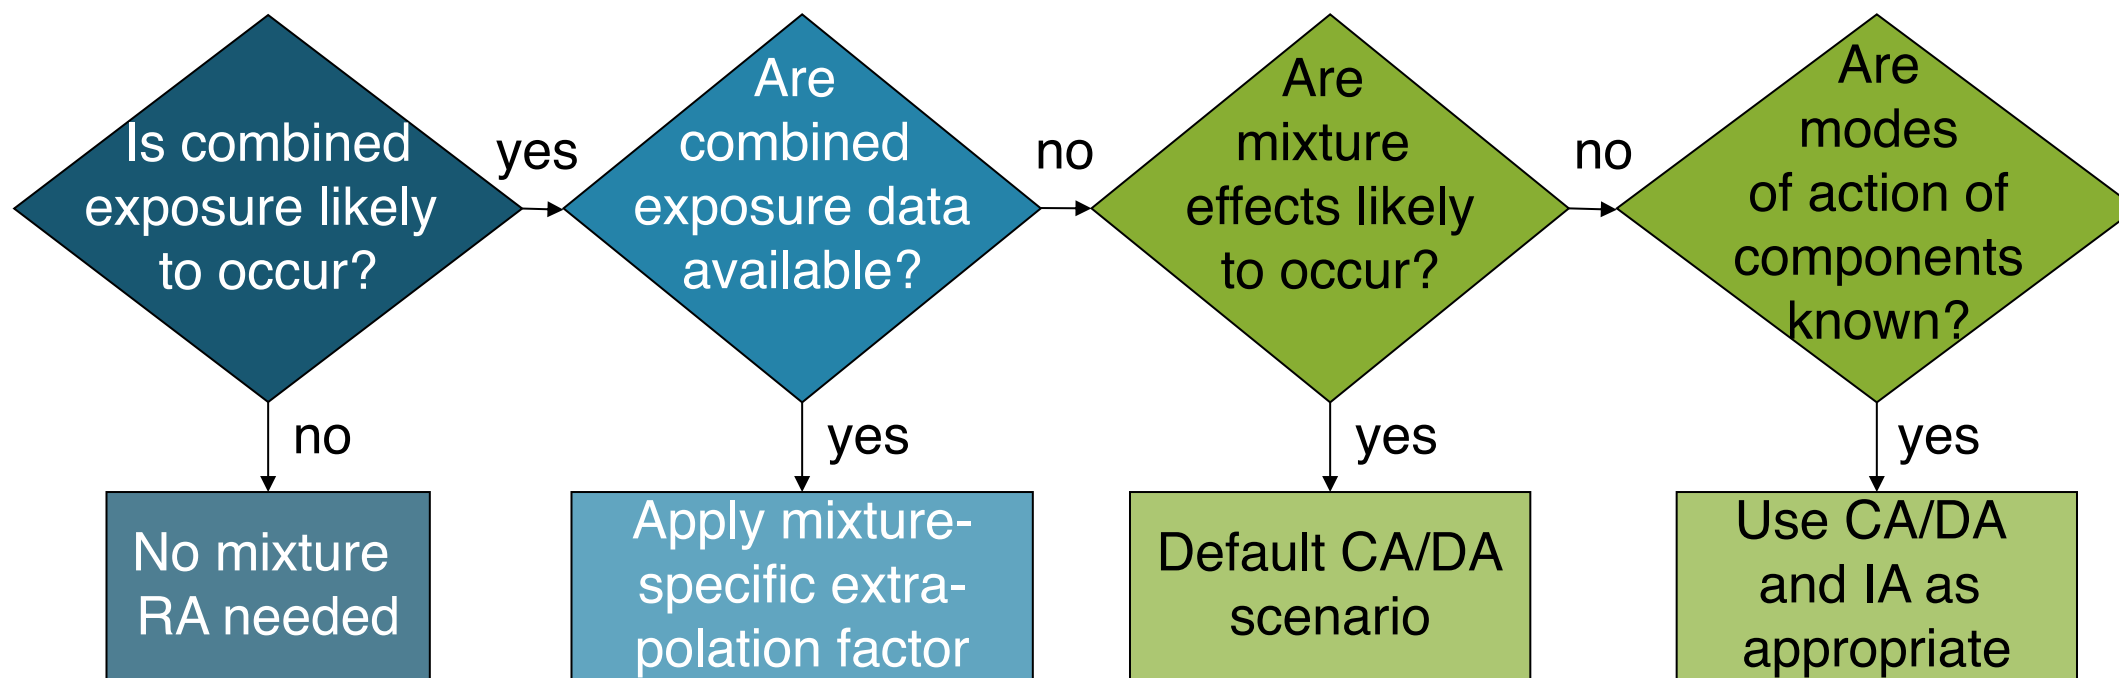 Is combined
exposure likely
to occur?
yes
Are
combined
exposure data
available?
no
Are
mixture
effects likely
to occur?
no
Are
modes
of action of
components
known?
no
yes
yes
yes
No mixture
RA needed
Apply mixture-
specific extra-
polation factor
Default CA/DA
scenario
Use CA/DA
and IA as
appropriate